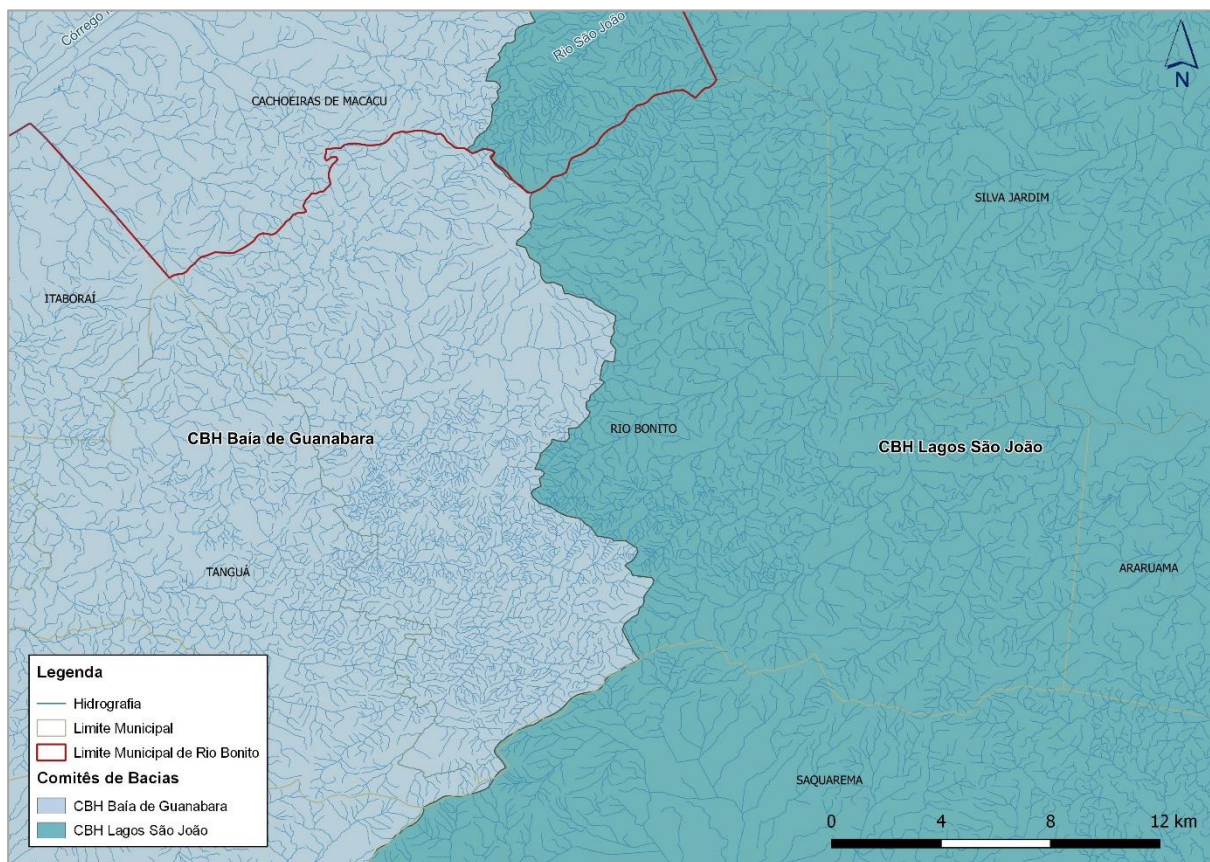 Córrego
Rio São João
CACHOEIRAS DE MACACU
N
SILVA JARDIM
ITABORAÍ
RIO BONITO
CBH Baía de Guanabara
CBH Lagos São João
TANGUÁ
ARARUAMA
SAQUAREMA
Legenda
Hidrografia
Limite Municipal
Limite Municipal de Rio Bonito
Comitês de Bacias
CBH Baía de Guanabara
CBH Lagos São João
0 4 8 12 km